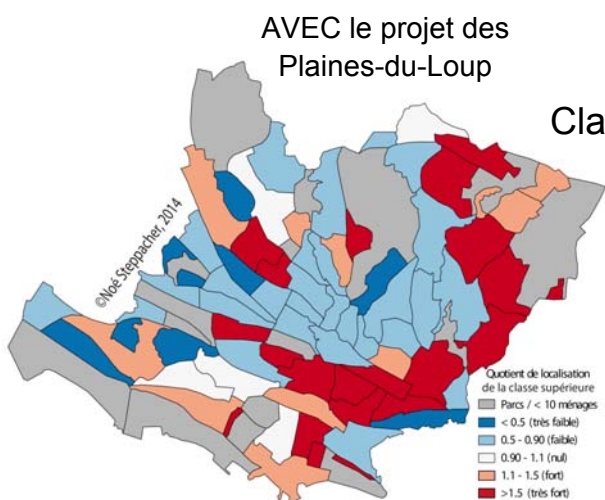 AVEC le projet des
Plaines-du-Loup
Cla
©Noé Steppacher, 2014
Quotient de localisation
de la classe supérieure
Parcs / < 10 ménages
< 0.5 (très faible)
0.5 - 0.90 (faible)
0.90 - 1.1 (nul)
1.1 - 1.5 (fort)
>1.5 (très fort)